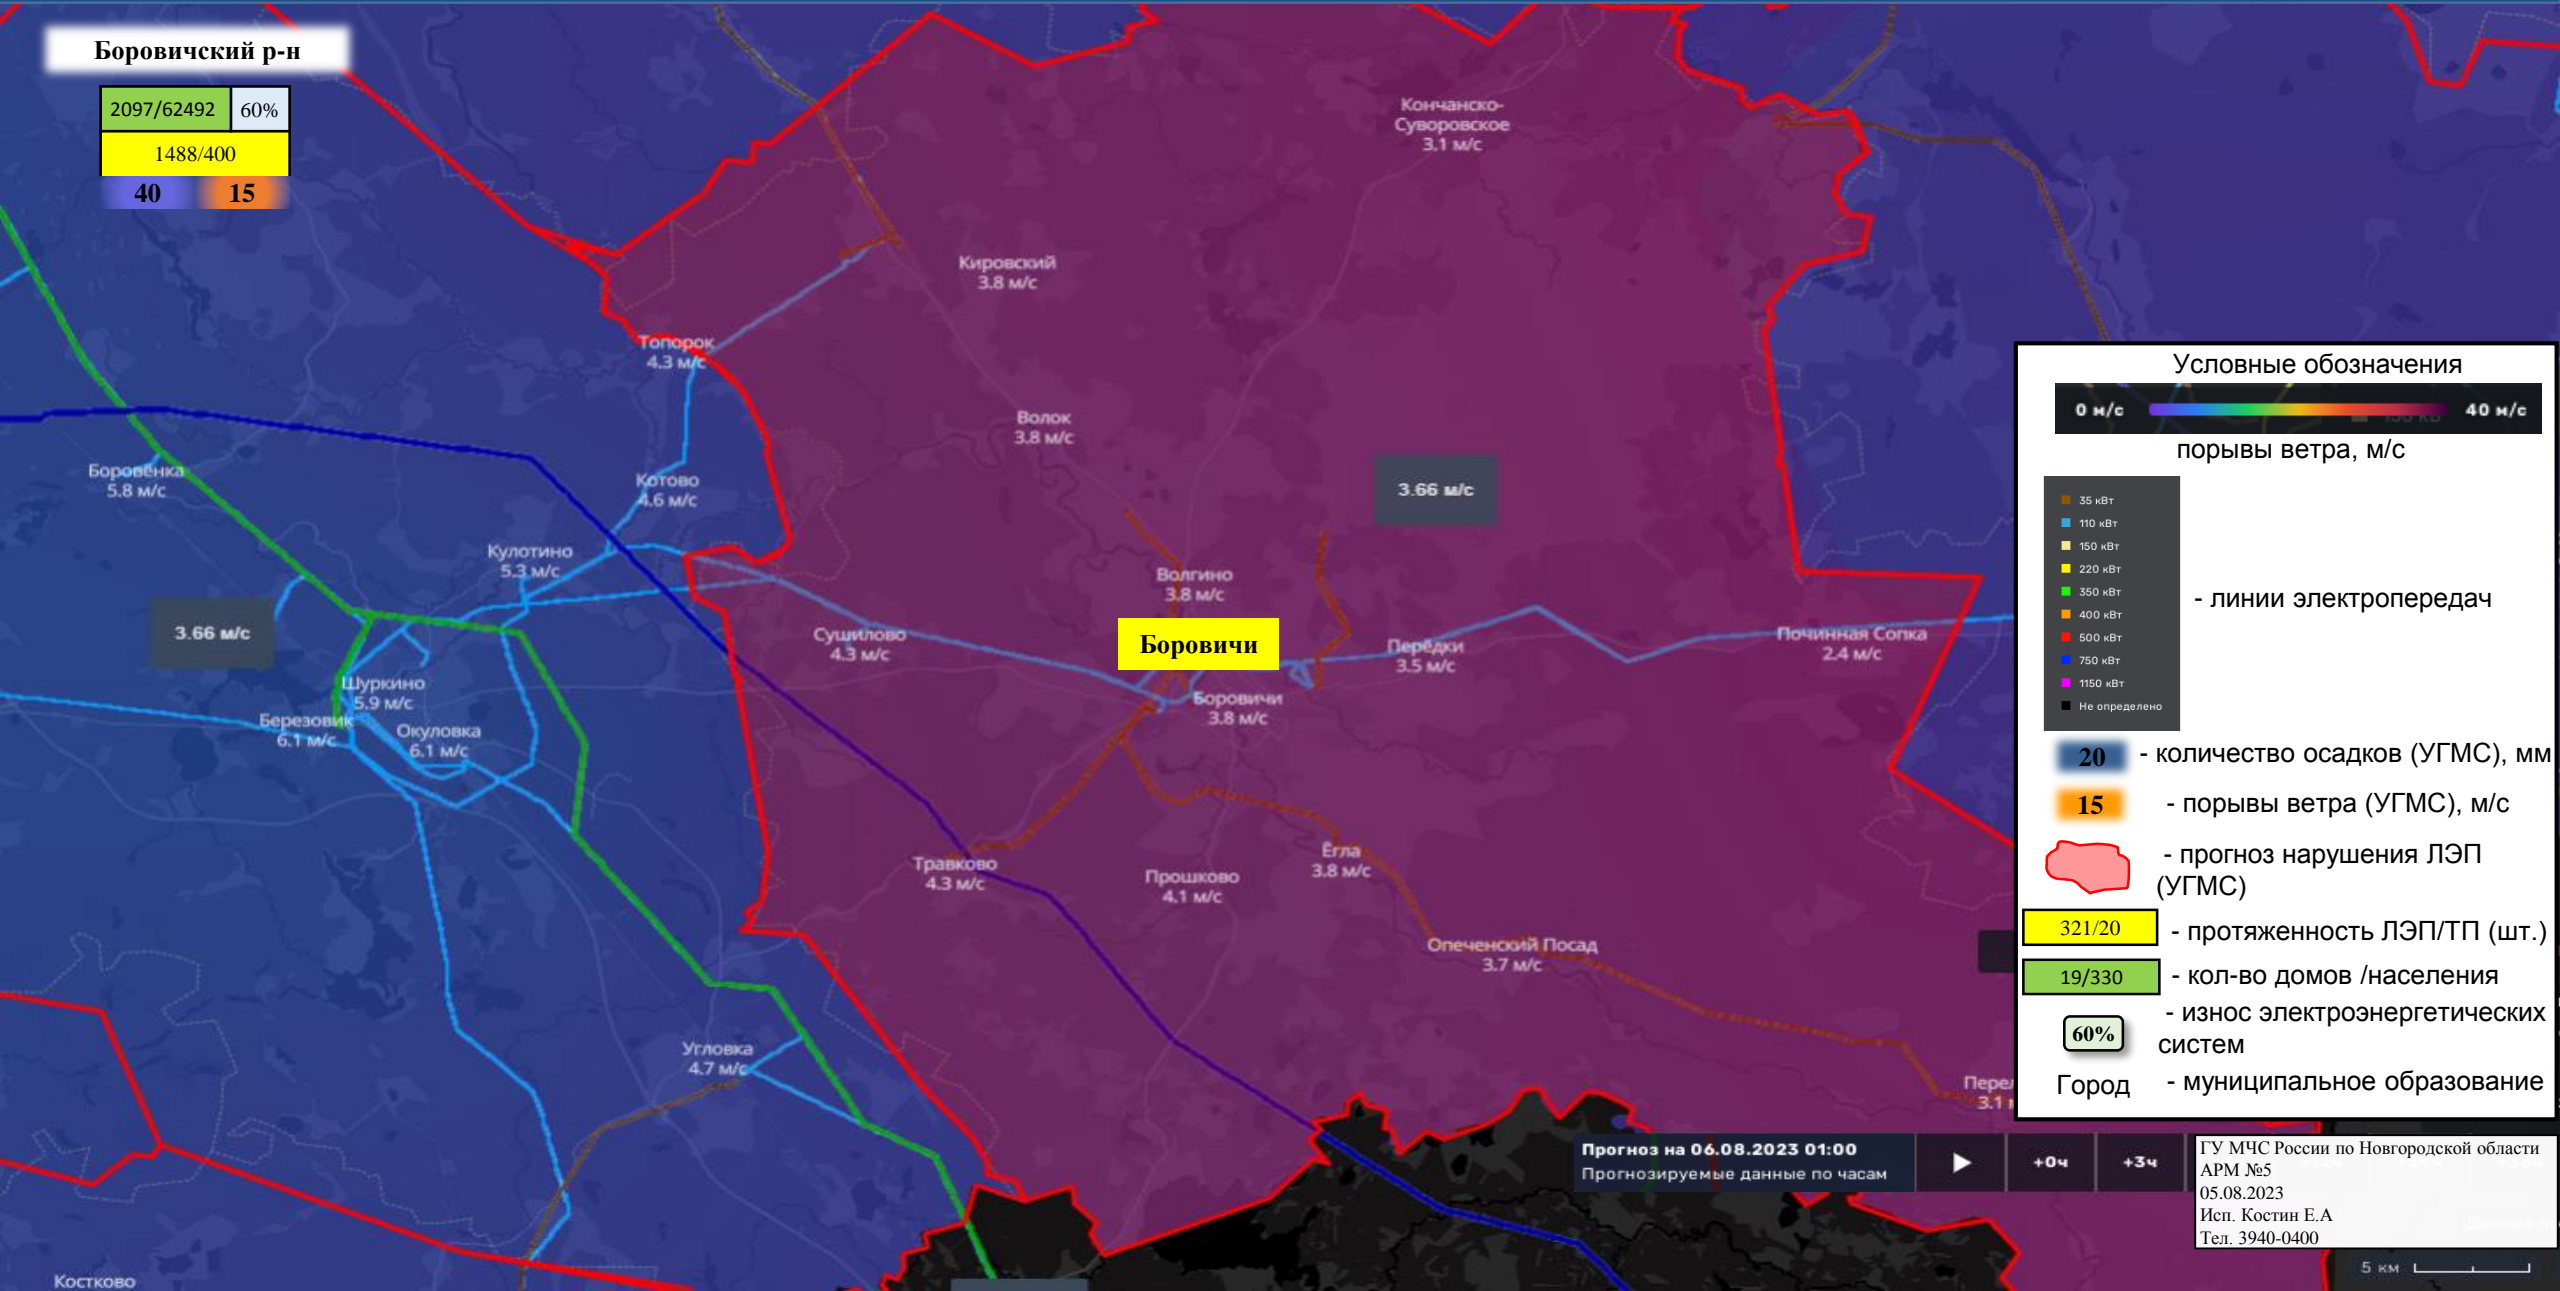 Боровичский р-н
2097/62492 60%
1488/400
40 15
Кончанско-
Суворовское
3.1 м/с
Кировский
3.8 м/с
Топорок
4.3 м/с
Волок
3.8 м/с
Боровёнка
5.8 м/с
Котово
4.6 м/с
3.66 м/с
Кулотино
5.3 м/с
Волгино
3.8 м/с
3.66 м/с
Сушилово
4.3 м/с
Боровичи
Перёдки
3.5 м/с
Починная Сопка
2.4 м/с
Шуркино
5.9 м/с
Боровичи
3.8 м/с
Березовик
6.1 м/с
Окуловка
6.1 м/с
Травково
4.3 м/с
Прошково
4.1 м/с
Ёгла
3.8 м/с
Опеченский Посад
3.7 м/с
Угловка
4.7 м/с
3.1
Костково
Условные обозначения
0 м/с 40 м/с
порывы ветра, м/с
35 кВт
110 кВт
150 кВт
220 кВт
350 кВт
400 кВт
500 кВт
750 кВт
1150 кВт
Не определено
- линии электропередач
20 - количество осадков (УГМС), мм
15 - порывы ветра (УГМС), м/с
- прогноз нарушения ЛЭП
(УГМС)
321/20 - протяженность ЛЭП/ТП (шт.)
19/330 - кол-во домов /населения
60% - износ электроэнергетических
систем
Город - муниципальное образование
Прогноз на 06.08.2023 01:00
Прогнозируемые данные по часам
+0ч +3ч
ГУ МЧС России по Новгородской области
АРМ №5
05.08.2023
Исп. Костин Е.А
Тел. 3940-0400
5 км